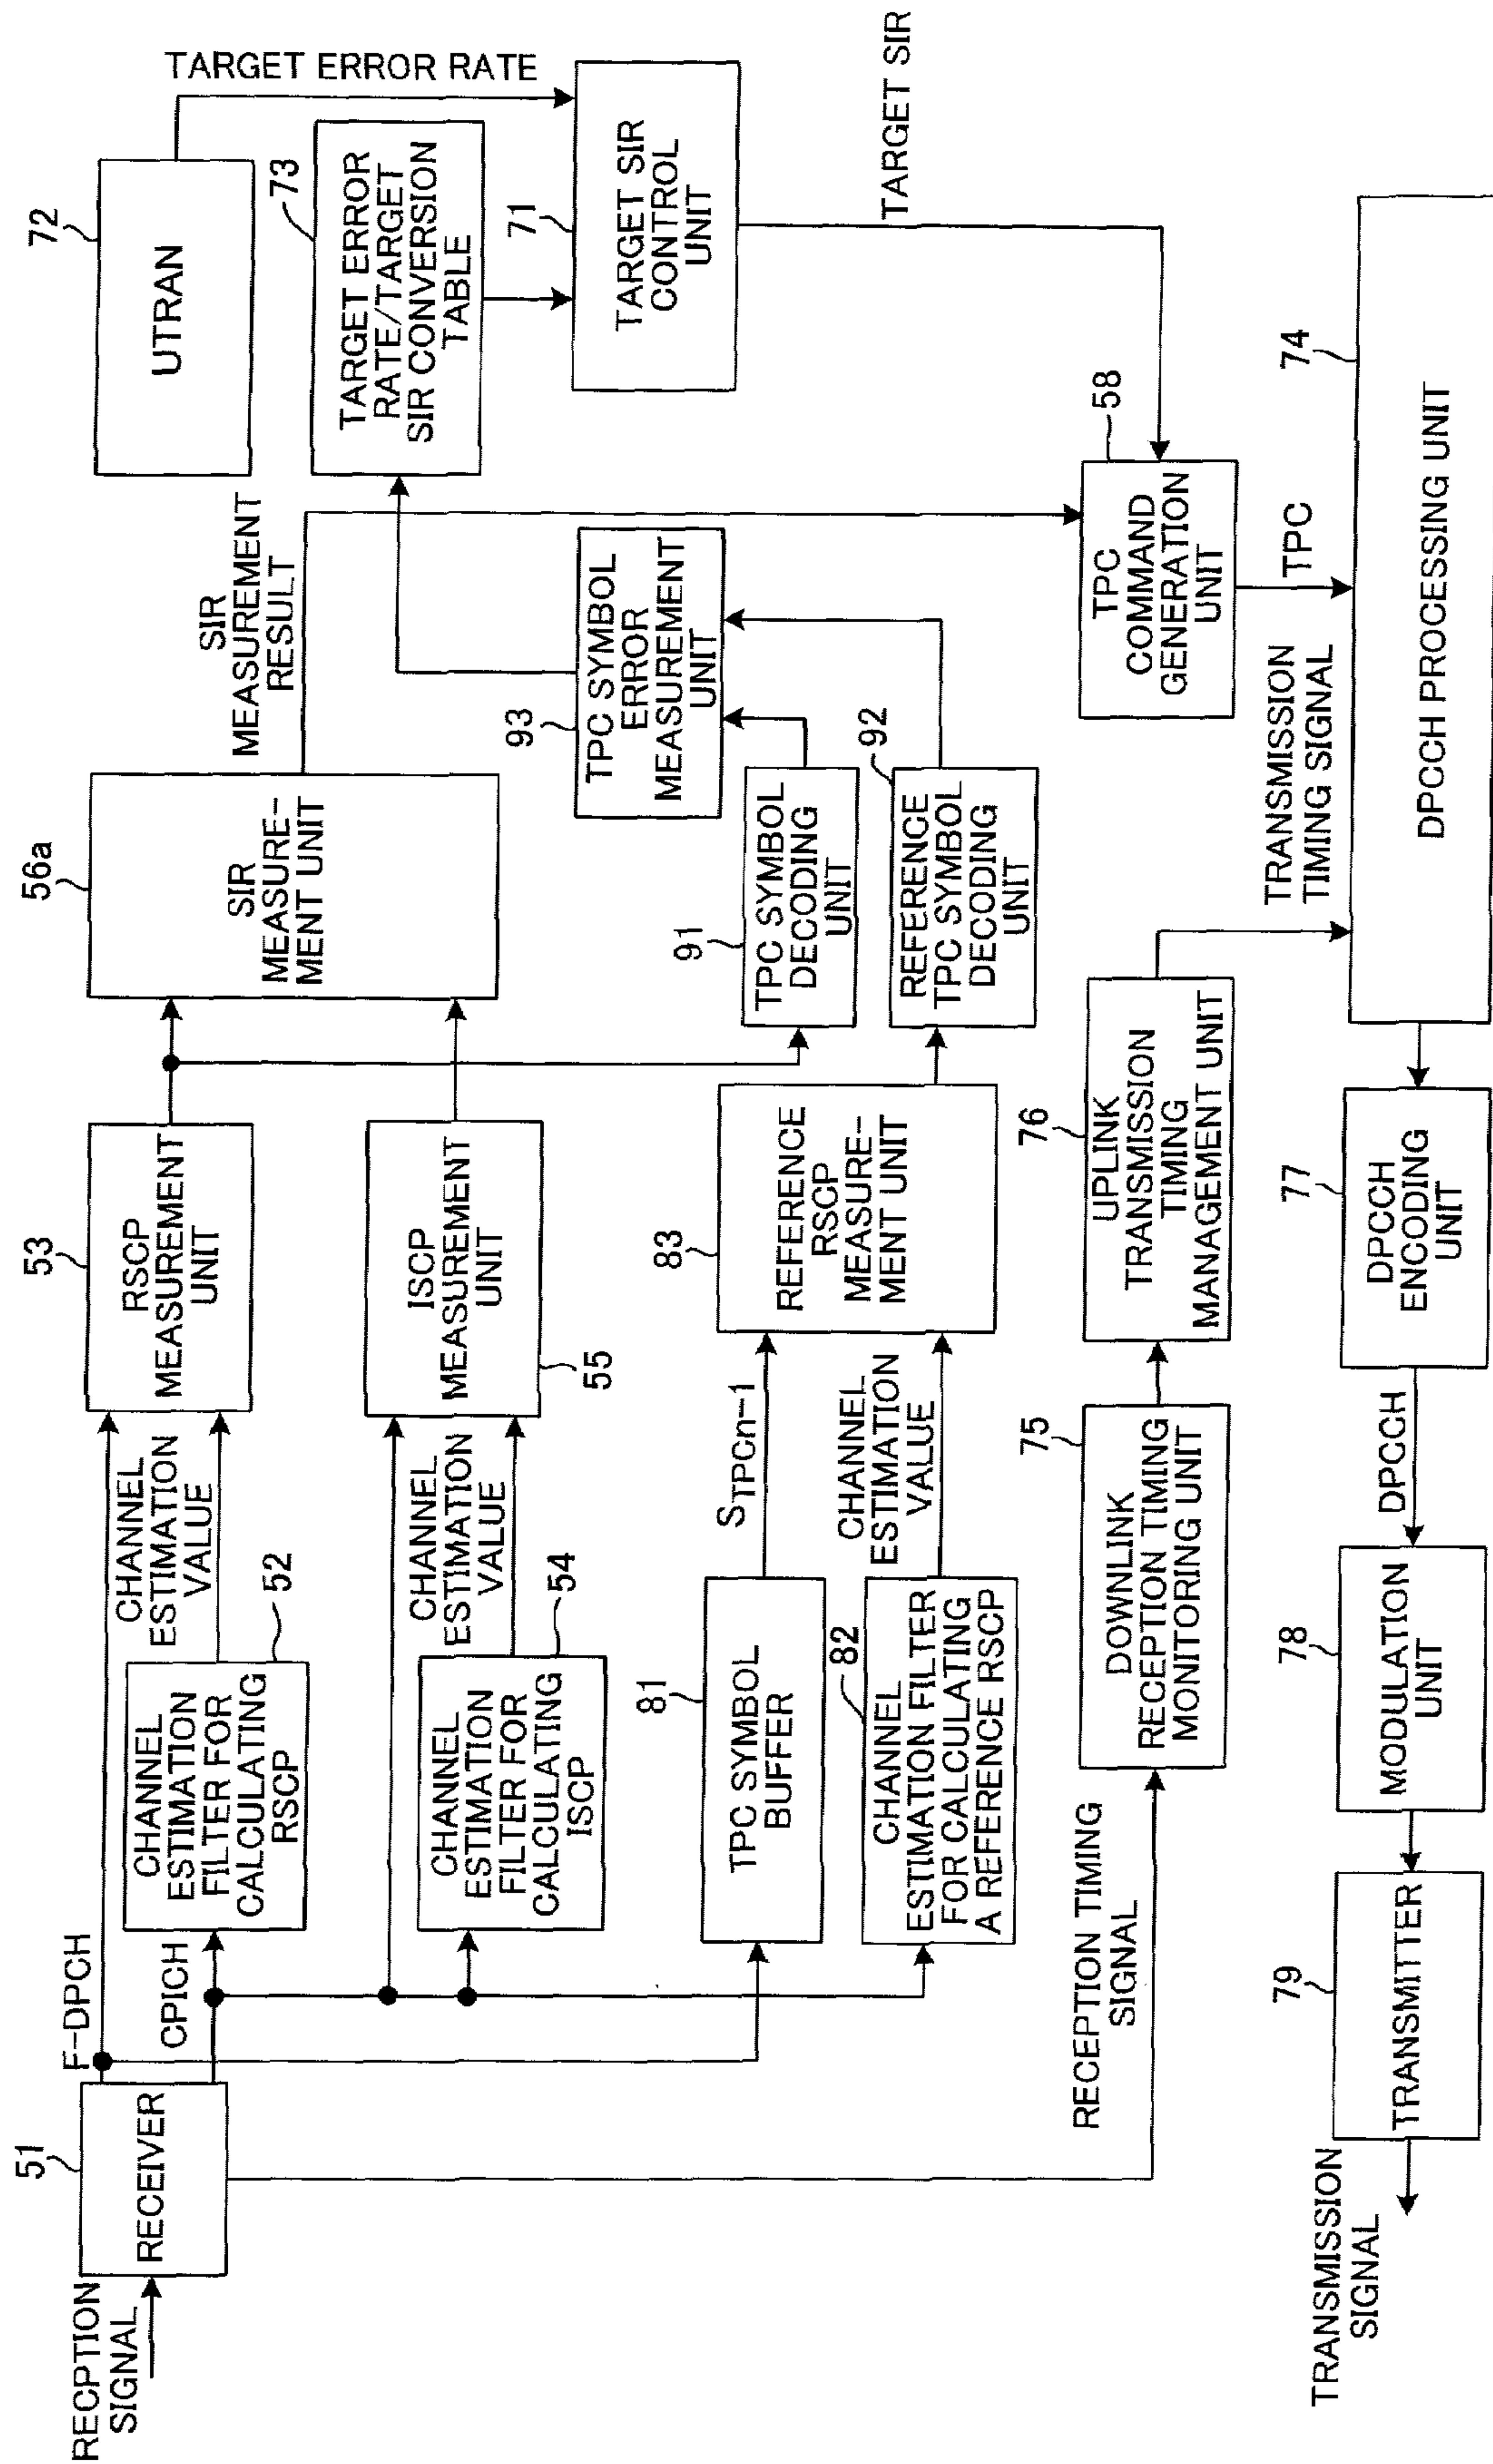 RECPTION
SIGNAL
51
RECEIVER
F-DPCH
CPICH
CHANNEL
ESTIMATION
FILTER FOR
CALCULATING
RSCP
52
CHANNEL
ESTIMATION
VALUE
53
RSCP
MEASUREMENT
UNIT
56a
SIR
MEASURE-
MENT UNIT
SIR
MEASUREMENT
RESULT
72
UTRAN
TARGET ERROR RATE
CHANNEL
ESTIMATION
FILTER FOR
CALCULATING
ISCP
54
CHANNEL
ESTIMATION
VALUE
ISCP
MEASUREMENT
UNIT
55
73
TARGET ERROR
RATE/TARGET
SIR CONVERSION
TABLE
93
TPC SYMBOL
ERROR
MEASUREMENT
UNIT
71
TARGET SIR
CONTROL
UNIT
TARGET SIR
81
TPC SYMBOL
BUFFER
STPCn-1
83
REFERENCE
RSCP
MEASURE-
MENT UNIT
91
TPC SYMBOL
DECODING
UNIT
82
CHANNEL
ESTIMATION FILTER
FOR CALCULATING
A REFERENCE RSCP
CHANNEL
ESTIMATION
VALUE
92
REFERENCE
TPC SYMBOL
DECODING
UNIT
58
TPC
COMMAND
GENERATION
UNIT
TPC
RECEPTION TIMING
SIGNAL
75
DOWNLINK
RECEPTION TIMING
MONITORING UNIT
76
UPLINK
TRANSMISSION
TIMING
MANAGEMENT UNIT
TRANSMISSION
TIMING SIGNAL
74
DPCCH PROCESSING UNIT
77
DPCCH
ENCODING
UNIT
DPCCH
78
MODULATION
UNIT
79
TRANSMITTER
TRANSMISSION
SIGNAL